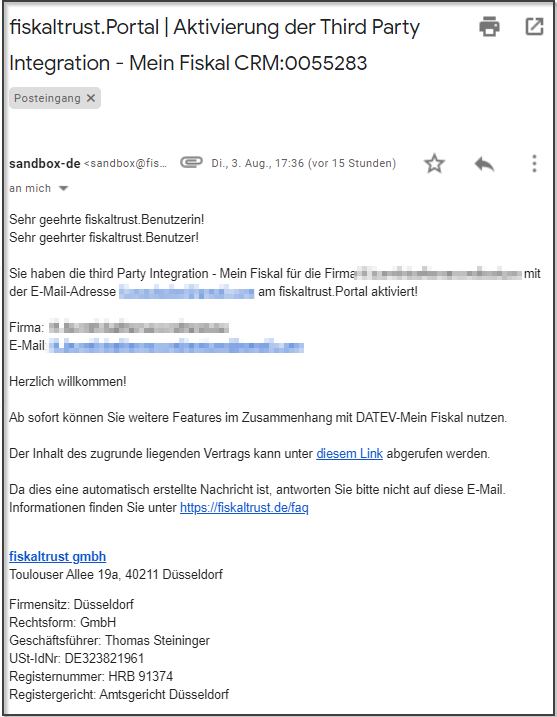 fiskaltrust.Portal | Aktivierung der Third Party
Integration - Mein Fiskal CRM:0055283
Posteingang ✕
sandbox-de <sandbox@fis... Di., 3. Aug., 17:36 (vor 15 Stunden)
an mich
Sehr geehrte fiskaltrust.Benutzerin!
Sehr geehrter fiskaltrust.Benutzer!
Sie haben die third Party Integration - Mein Fiskal für die Firma mit
der E-Mail-Adresse am fiskaltrust.Portal aktiviert!
Firma:
E-Mail
Herzlich willkommen!
Ab sofort können Sie weitere Features im Zusammenhang mit DATEV-Mein Fiskal nutzen.
Der Inhalt des zugrunde liegenden Vertrags kann unter diesem Link abgerufen werden.
Da dies eine automatisch erstellte Nachricht ist, antworten Sie bitte nicht auf diese E-Mail.
Informationen finden Sie unter https://fiskaltrust.de/faq
fiskaltrust gmbh
Toulouser Allee 19a, 40211 Düsseldorf
Firmensitz: Düsseldorf
Rechtsform: GmbH
Geschäftsführer: Thomas Steininger
USt-IdNr: DE323821961
Registernummer: HRB 91374
Registergericht: Amtsgericht Düsseldorf